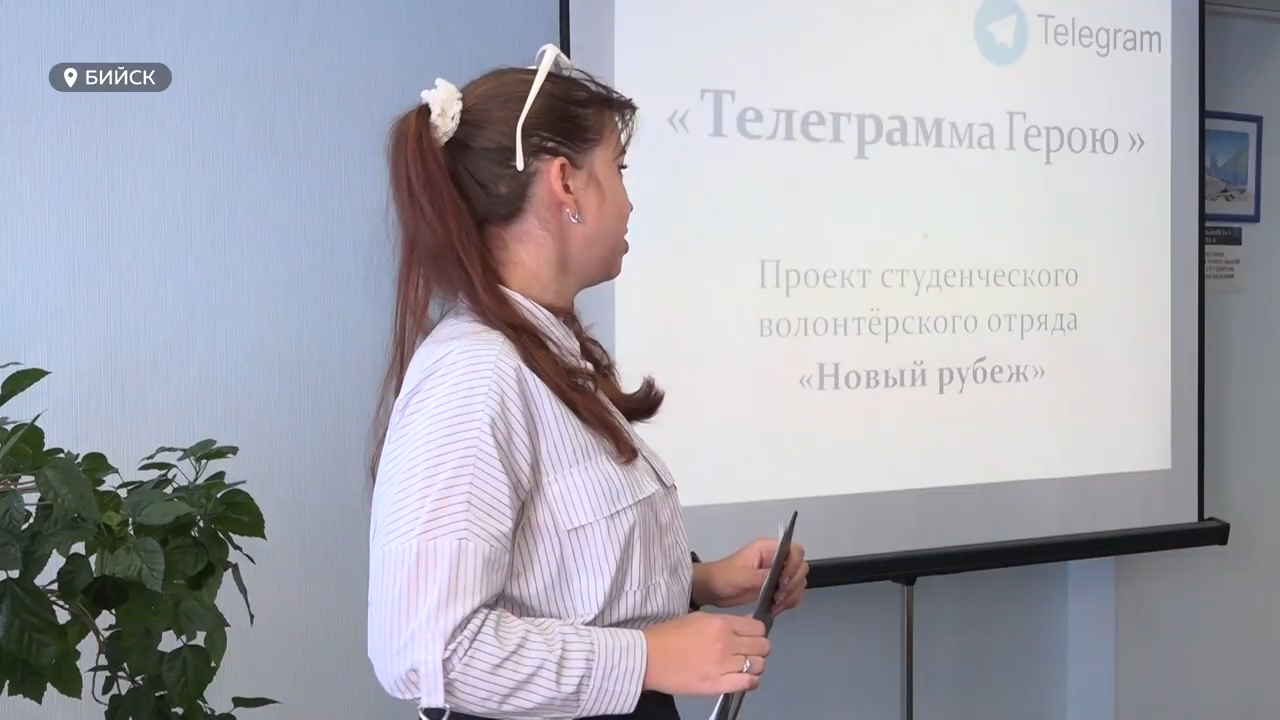 БИЙСК
Telegram
« Телеграмма Герою »
Проект студенческого
волонтёрского отряда
«Новый рубеж»